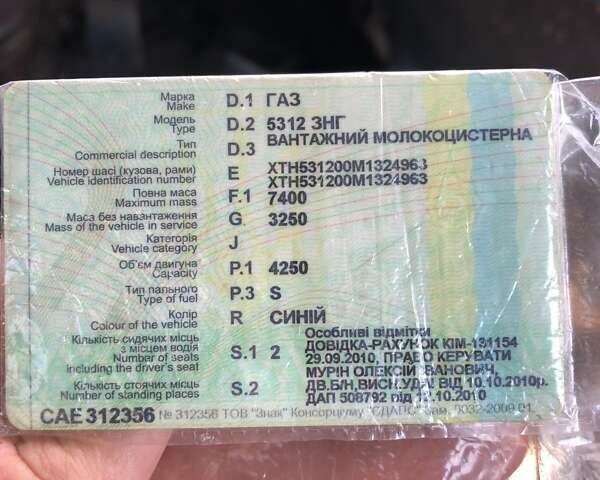 Марка D.1 ГАЗ
Make
Модель D.2 5312 ЗНГ
Type
Тип D.3 ВАНТАЖНИЙ МОЛОКОЦИСТЕРНА
Commercial description
Номер шасі (кузова, рами) E XTH531200M1324963
Vehicle identification number XTH531200M1324963
Повна маса F.1 7400
Maximum mass
Маса без навантаження G 3250
Mass of the vehicle in service
Категорія J
Vehicle category
Об'єм двигуна P.1 4250
Capacity
Тип пального P.3 S
Type of fuel
Колір R СИНІЙ
Colour of the vehicle
Кількість сидячих місць Особливі відмітки
з місцем водія S.1 2 ДОВІДКА-РАХУНОК КІМ-131154
Number of seats 29.09.2010, ПРАВО КЕРУВАТИ
including the driver's seat МУРІН ОЛЕКСІЙ ІВАНОВИЧ,
Кількість стоячих місць S.2 ДВ.Б/Н, ВІД 10.10.2010р.
Number of standing places ДАП 508792 від 12.10.2010
CAE 312356 № 312356 ТОВ "Знак" Консорціуму